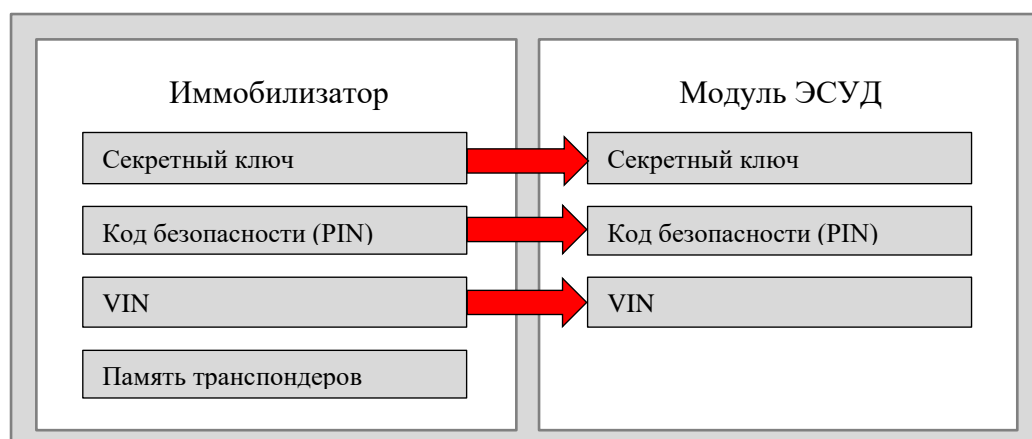 Иммобилизатор
Секретный ключ
Код безопасности (PIN)
VIN
Память транспондеров
Модуль ЭСУД
Секретный ключ
Код безопасности (PIN)
VIN